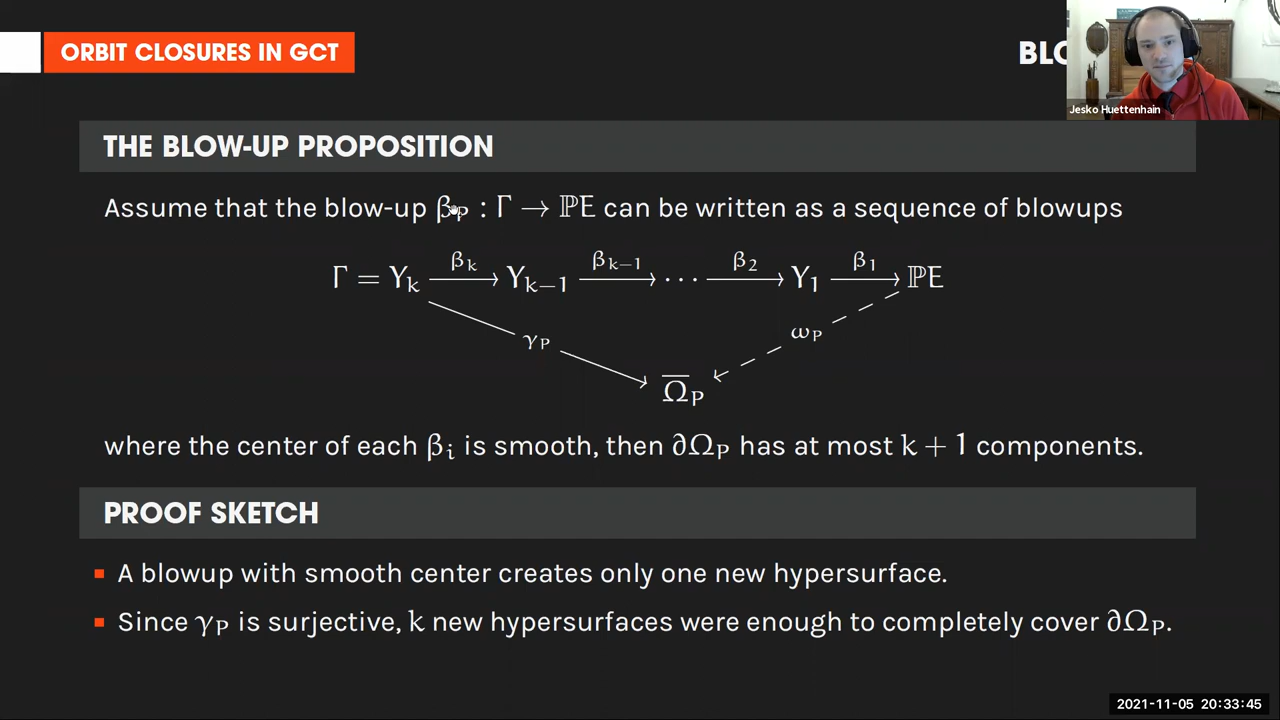 ORBIT CLOSURES IN GCT
BLO
Jesko Huettenhain
THE BLOW-UP PROPOSITION
Assume that the blow-up βP : Γ → ℙE can be written as a sequence of blowups
Γ = Yk βk Yk−1 βk−1 ⋯ β2 Y1 β1 ℙE
γP ωP
Ω̅P
where the center of each βi is smooth, then ∂ΩP has at most k + 1 components.
PROOF SKETCH
A blowup with smooth center creates only one new hypersurface.
Since γP is surjective, k new hypersurfaces were enough to completely cover ∂ΩP.
2021-11-05 20:33:45